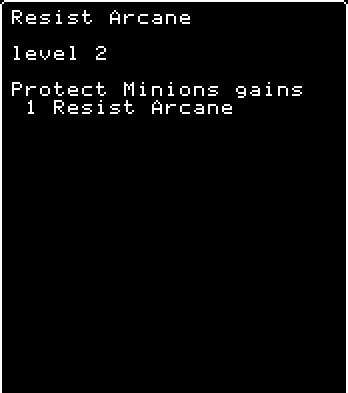 Resist Arcane
level 2
Protect Minions gains
1 Resist Arcane